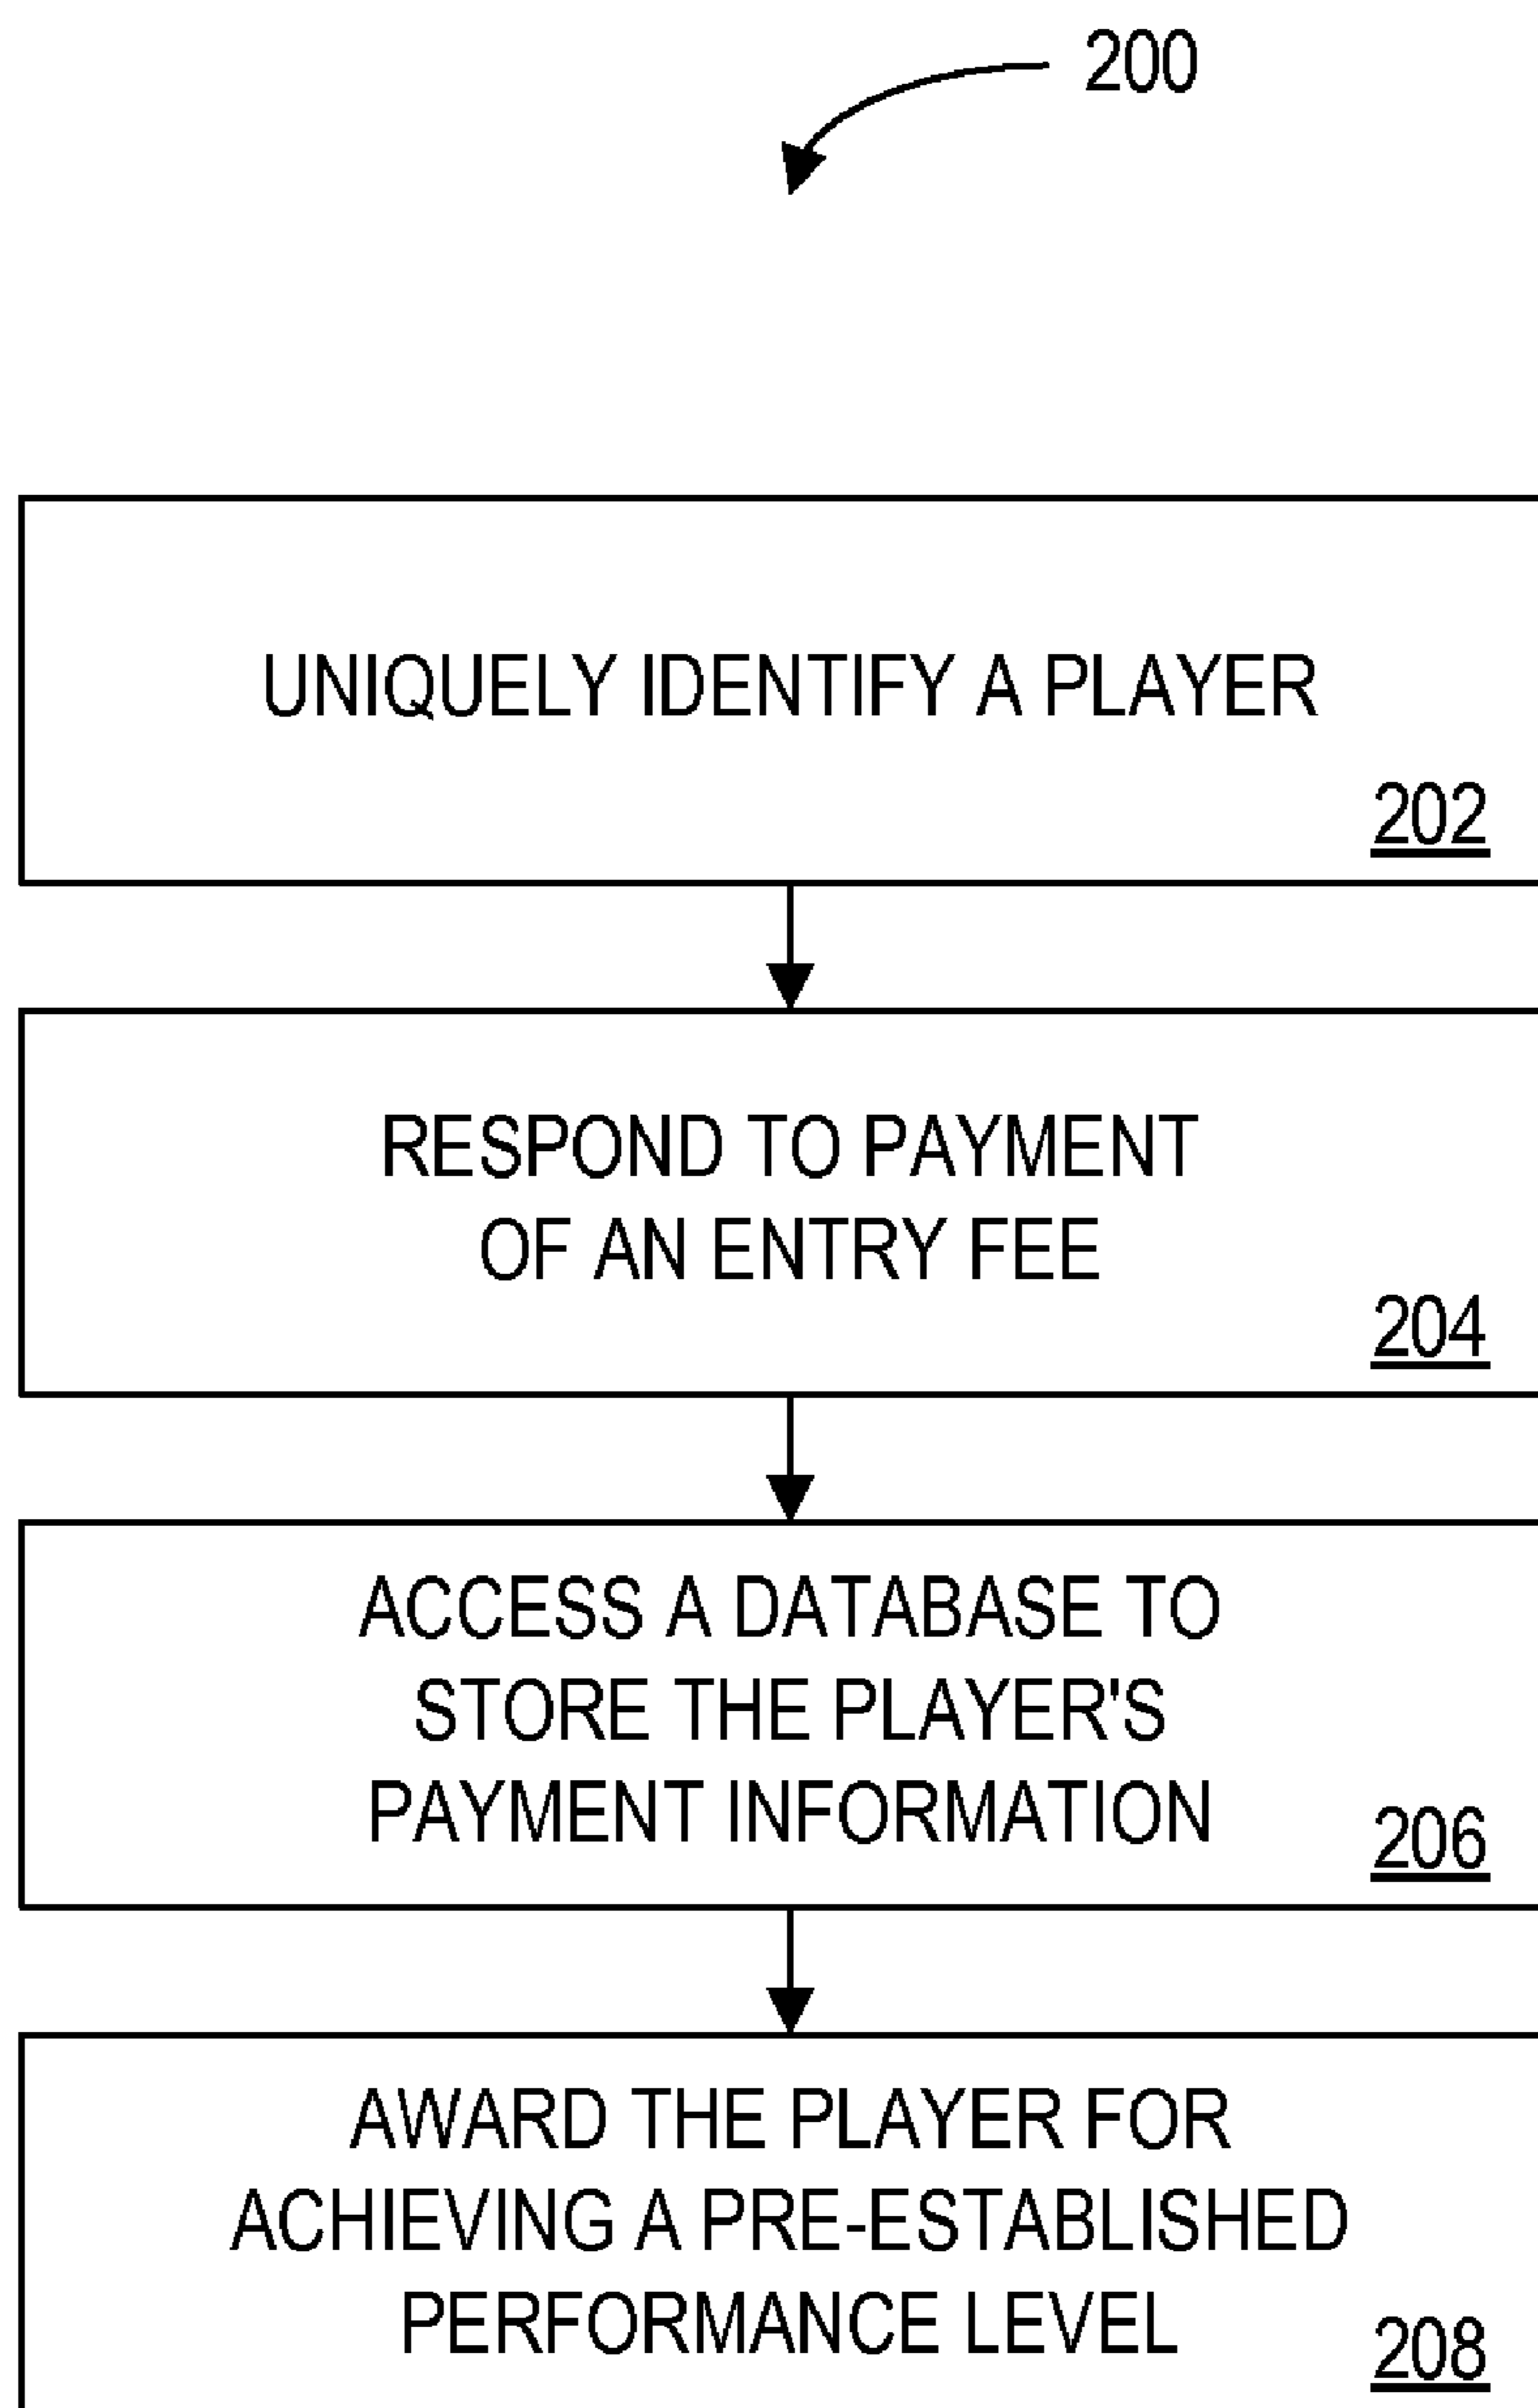 200
UNIQUELY IDENTIFY A PLAYER
202
RESPOND TO PAYMENT
OF AN ENTRY FEE
204
ACCESS A DATABASE TO
STORE THE PLAYER'S
PAYMENT INFORMATION
206
AWARD THE PLAYER FOR
ACHIEVING A PRE-ESTABLISHED
PERFORMANCE LEVEL
208